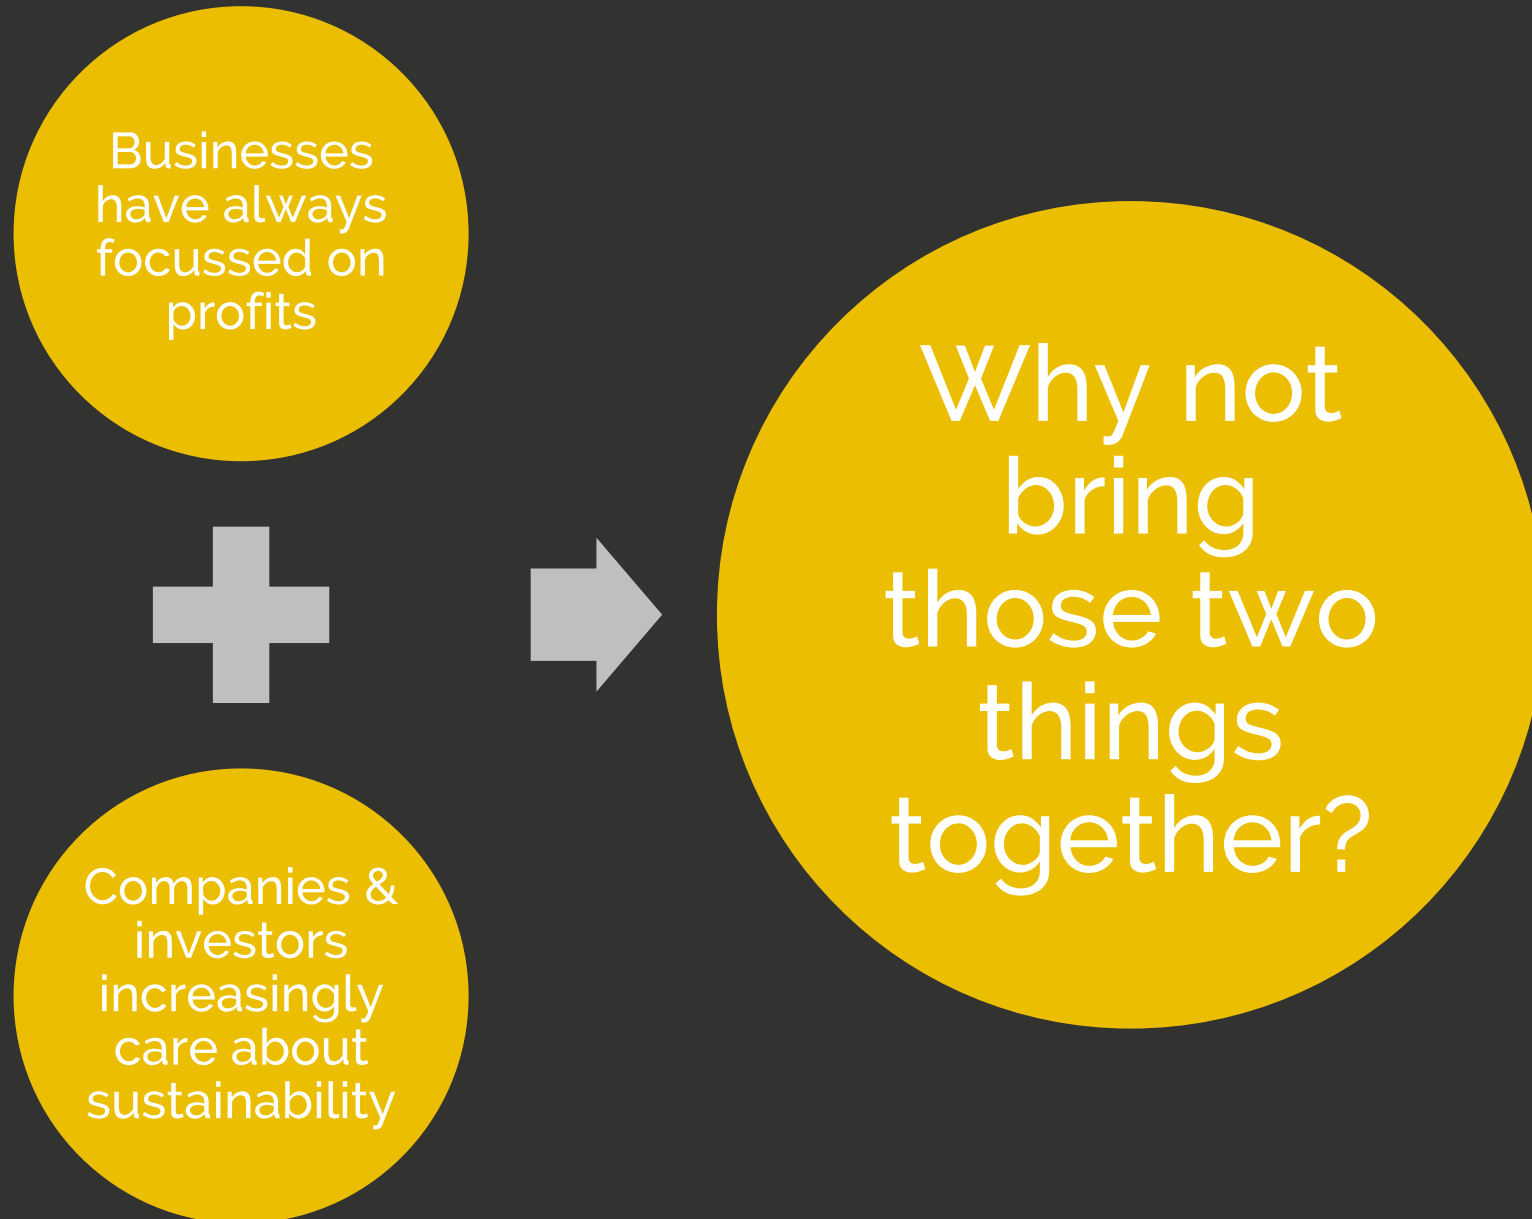 Businesses
have always
focussed on
profits
Companies &
investors
increasingly
care about
sustainability
Why not
bring
those two
things
together?